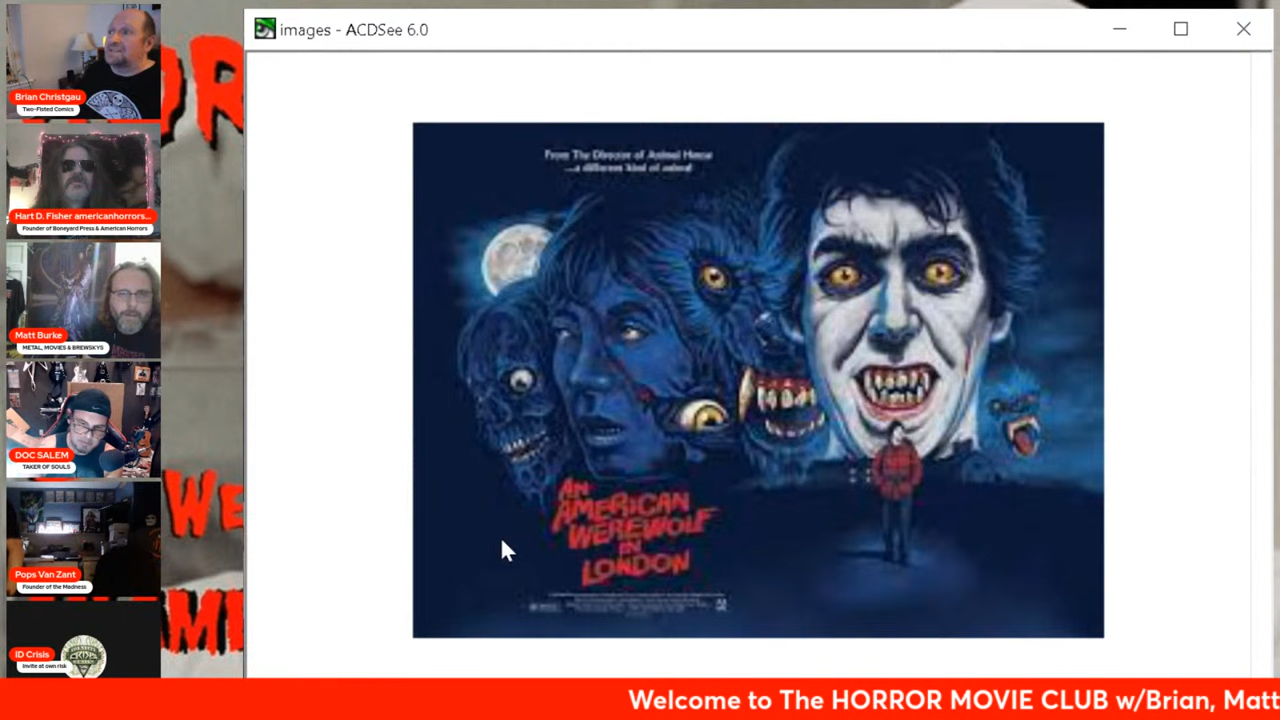 Brian Christgau
Two-Fisted Comics
Hart D. Fisher americanhorrors...
Founder of Boneyard Press & American Horrors
Matt Burke
METAL, MOVIES & BREWSKYS
DOC SALEM
TAKER OF SOULS
Pops Van Zant
Founder of the Madness
ID Crisis
Invite at own risk
images - ACDSee 6.0
From The Director of Animal House
...a different kind of animal
AN
AMERICAN
WEREWOLF
IN
LONDON
Welcome to The HORROR MOVIE CLUB w/Brian, Matt